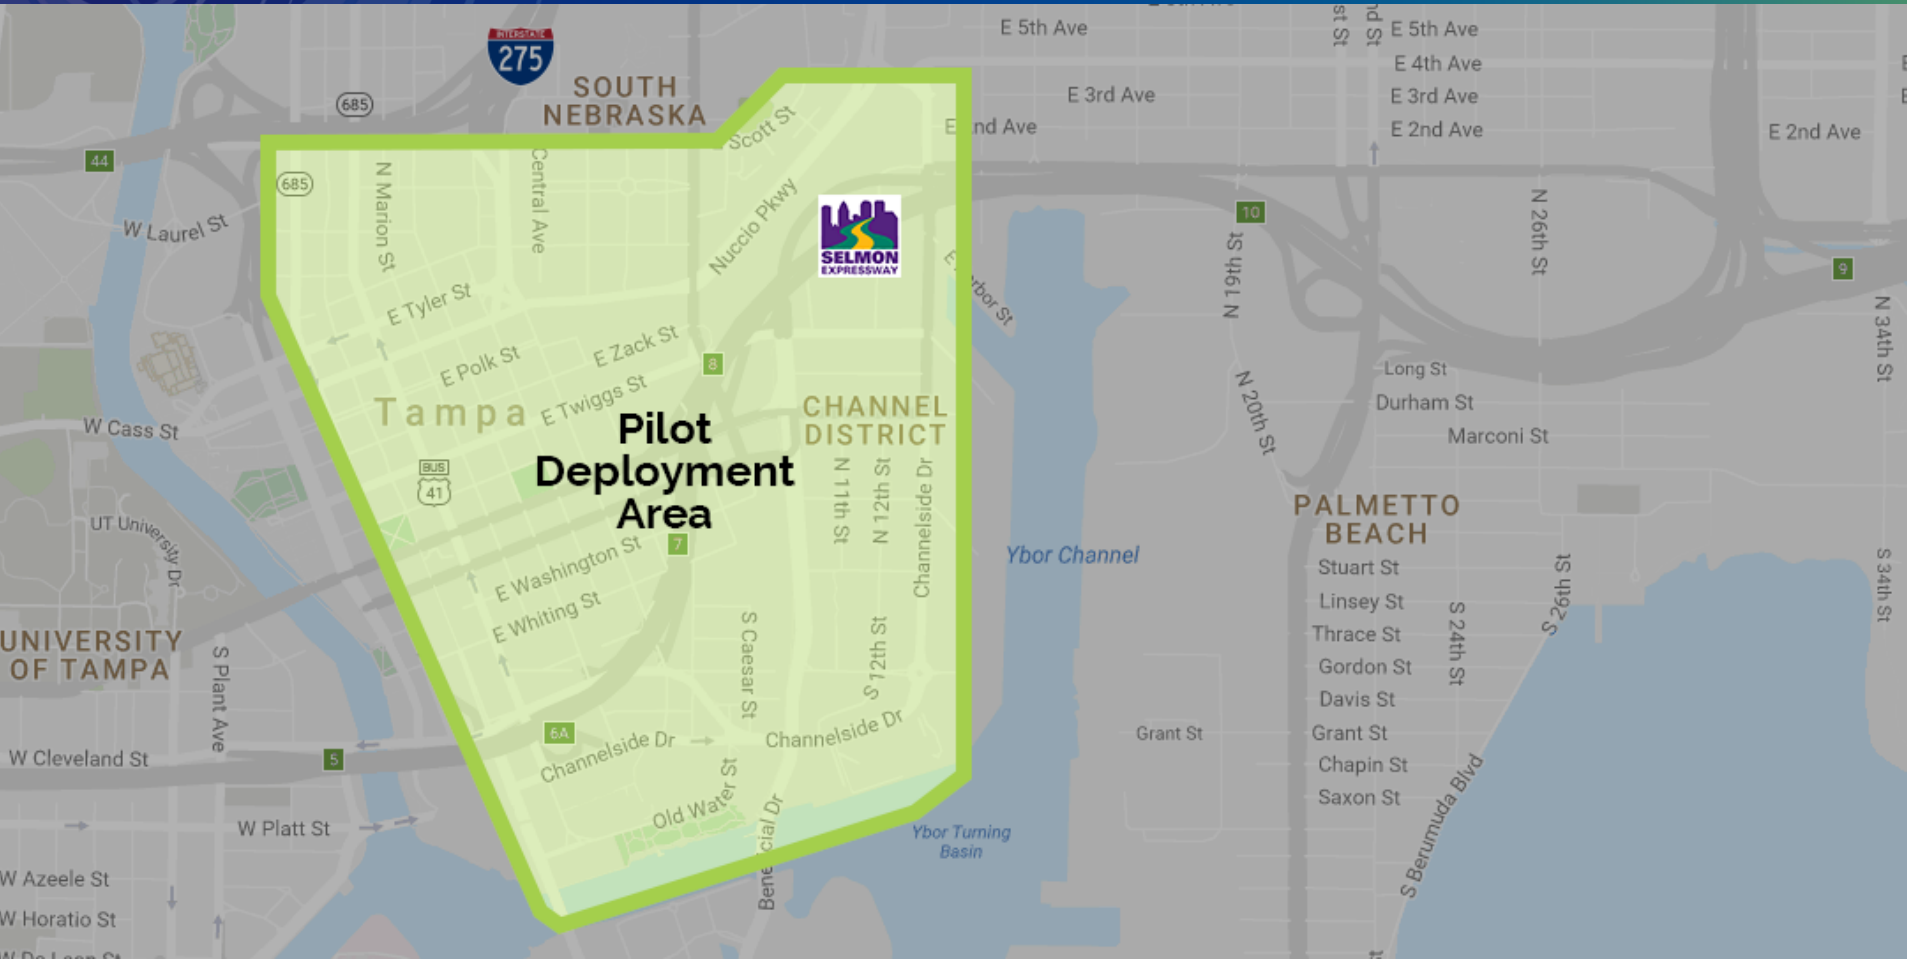 INTERSTATE
275
SOUTH
NEBRASKA
685
E 5th Ave
E 5th Ave
E 4th Ave
E 3rd Ave
E 3rd Ave
E 2nd Ave
E 2nd Ave
nd Ave
Scott St
44
685
N Marion St
Central Ave
Nuccio Pkwy
W Laurel St
SELMON
EXPRESSWAY
10
N 19th St
N 26th St
9
N 34th St
E Tyler St
E Zack St
E Polk St
8
E Twiggs St
Tampa
CHANNEL
DISTRICT
Pilot
Deployment
Area
Long St
Durham St
Marconi St
N 20th St
W Cass St
BUS
41
N 11th St
N 12th St
Channelside Dr
UT University Dr
PALMETTO
BEACH
7
Ybor Channel
E Washington St
E Whiting St
Stuart St
Linsey St
Thrace St
Gordon St
Davis St
Grant St
Chapin St
Saxon St
S 24th St
S 26th St
S 34th St
UNIVERSITY
OF TAMPA
S Plant Ave
S Caesar St
S 12th St
Grant St
6A
Channelside Dr
Channelside Dr
W Cleveland St
5
Old Water St
W Platt St
Ybor Turning
Basin
S Berumuda Blvd
W Azeele St
W Horatio St